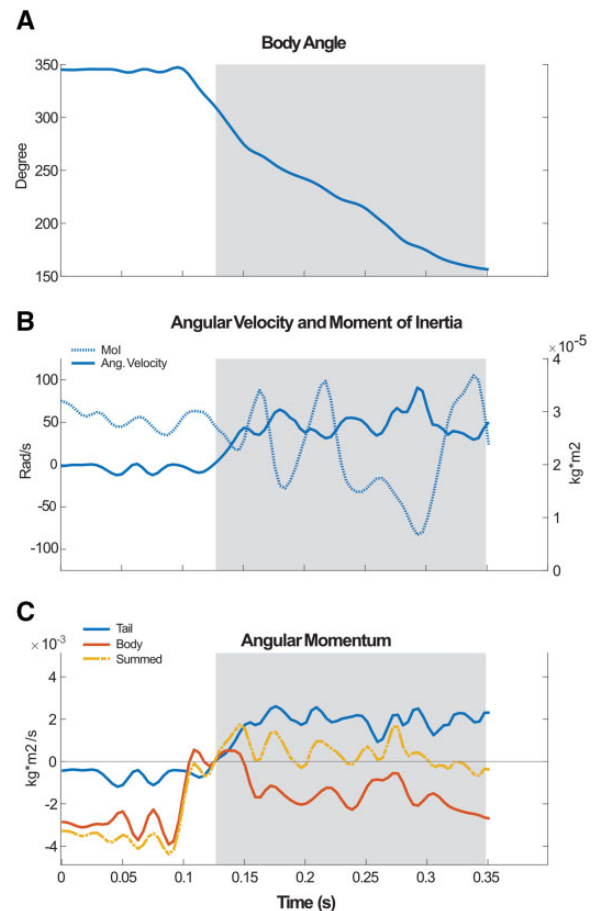 A
Body Angle
350
300
250
200
150
Degree
B
Angular Velocity and Moment of Inertia
MoI
Ang. Velocity
100
50
0
-50
-100
Rad/s
×10-5
4
3
2
1
0
kg*m2
C
Angular Momentum
×10-3
Tail
Body
Summed
4
2
0
-2
-4
kg*m2/s
0 0.05 0.1 0.15 0.2 0.25 0.3 0.35
Time (s)